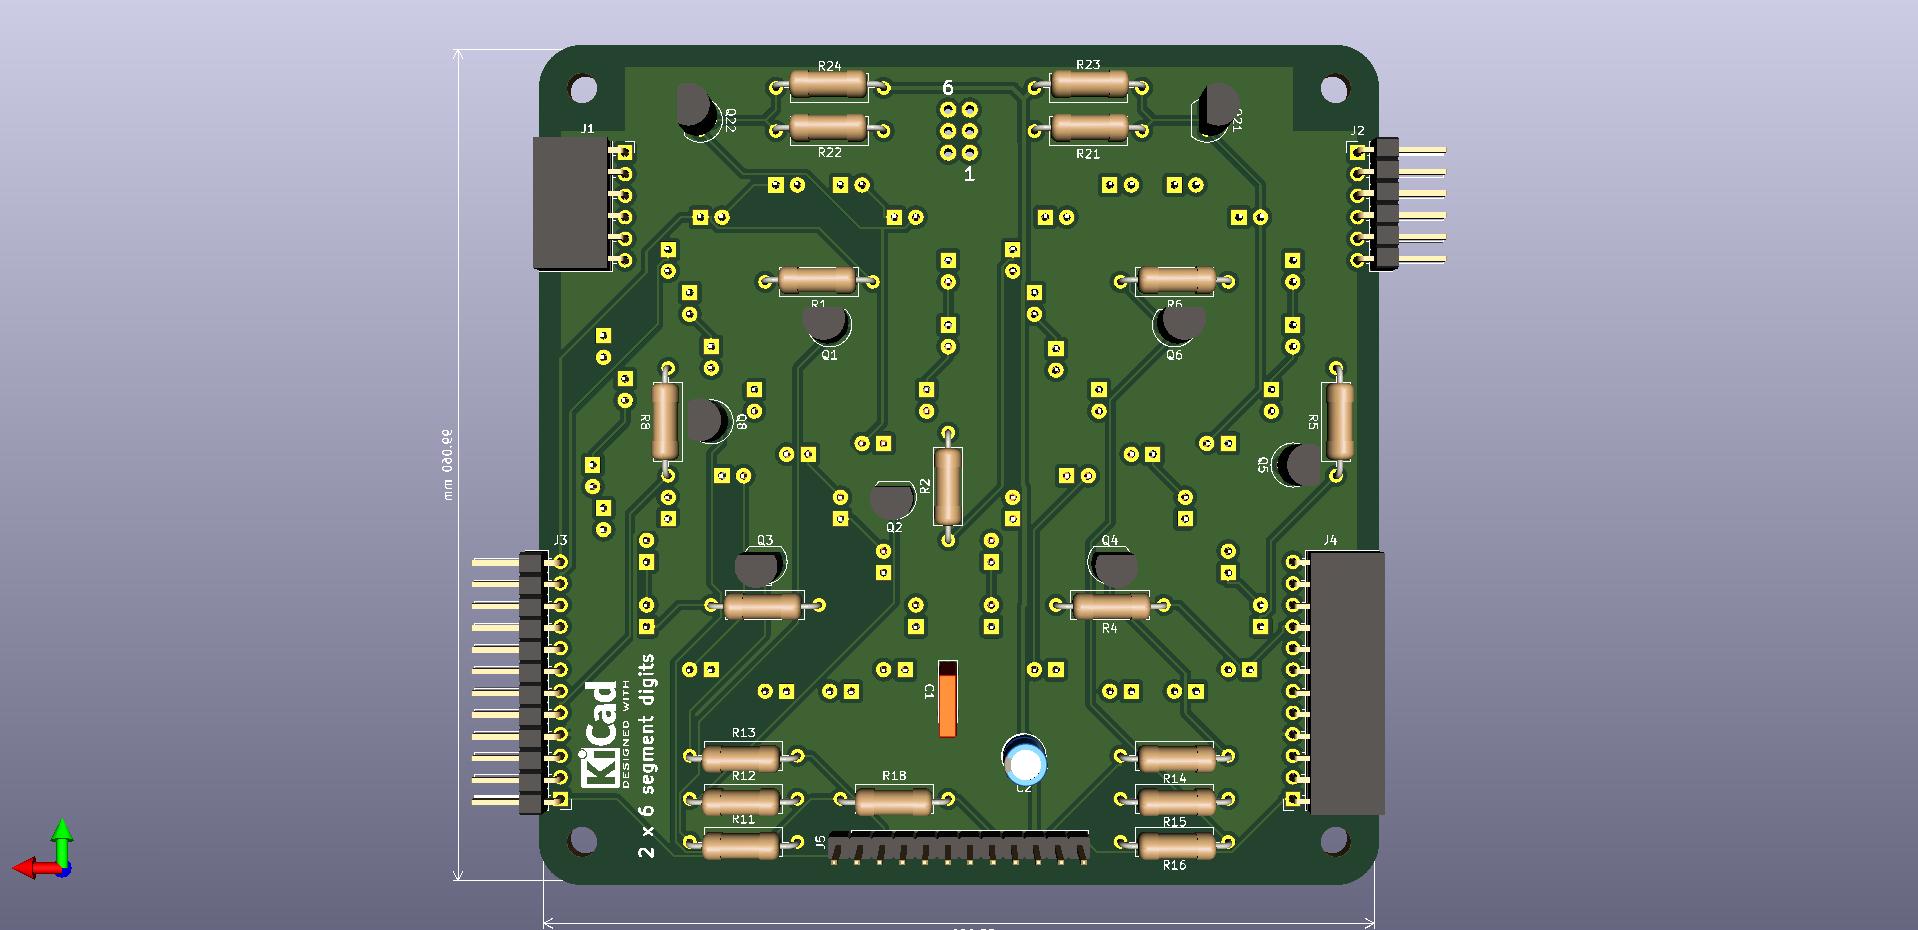 R24
R23
6
Q22
Q21
J1
J2
R22
R21
1
R1
R6
Q1
Q6
R8
Q8
R5
Q5
mm 090.99
R2
Q2
J3
Q3
Q4
J4
R4
C1
KiCad
DESIGNED WITH
2 x 6 segment digits
R13
R12
R18
R11
C2
R14
R15
R16